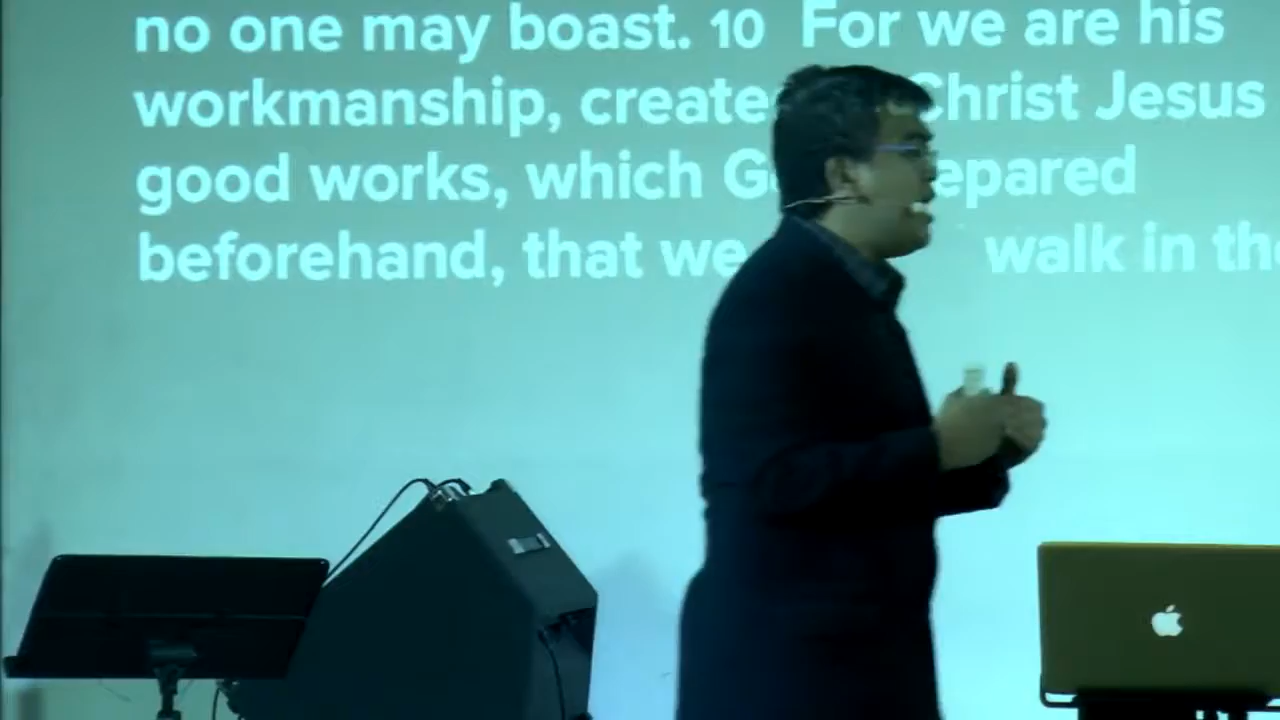 no one may boast. 10 For we are his
workmanship, create Christ Jesus
good works, which G epared
beforehand, that we walk in the